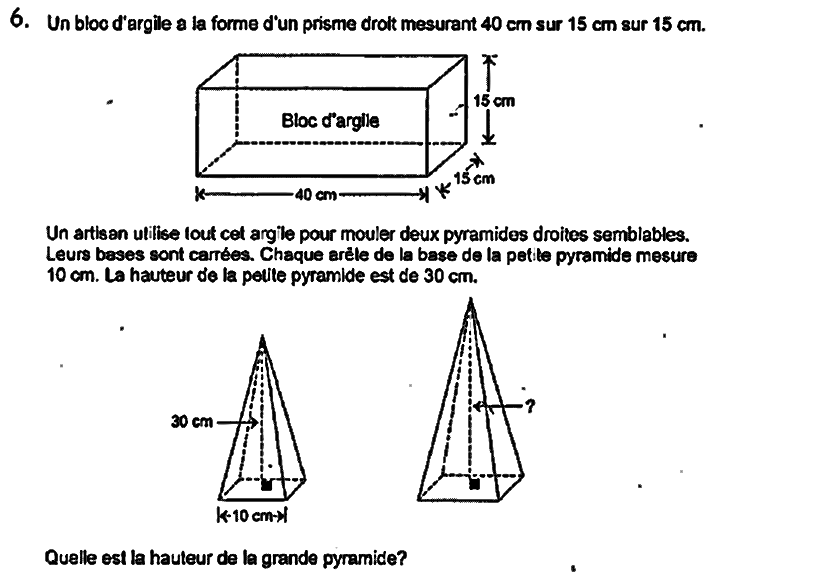 6. Un bloc d'argile a la forme d'un prisme droit mesurant 40 cm sur 15 cm sur 15 cm.
Bloc d'argile
15 cm
15 cm
40 cm
Un artisan utilise tout cet argile pour mouler deux pyramides droites semblables.
Leurs bases sont carrées. Chaque arête de la base de la petite pyramide mesure
10 cm. La hauteur de la petite pyramide est de 30 cm.
30 cm
?
10 cm
Quelle est la hauteur de la grande pyramide?